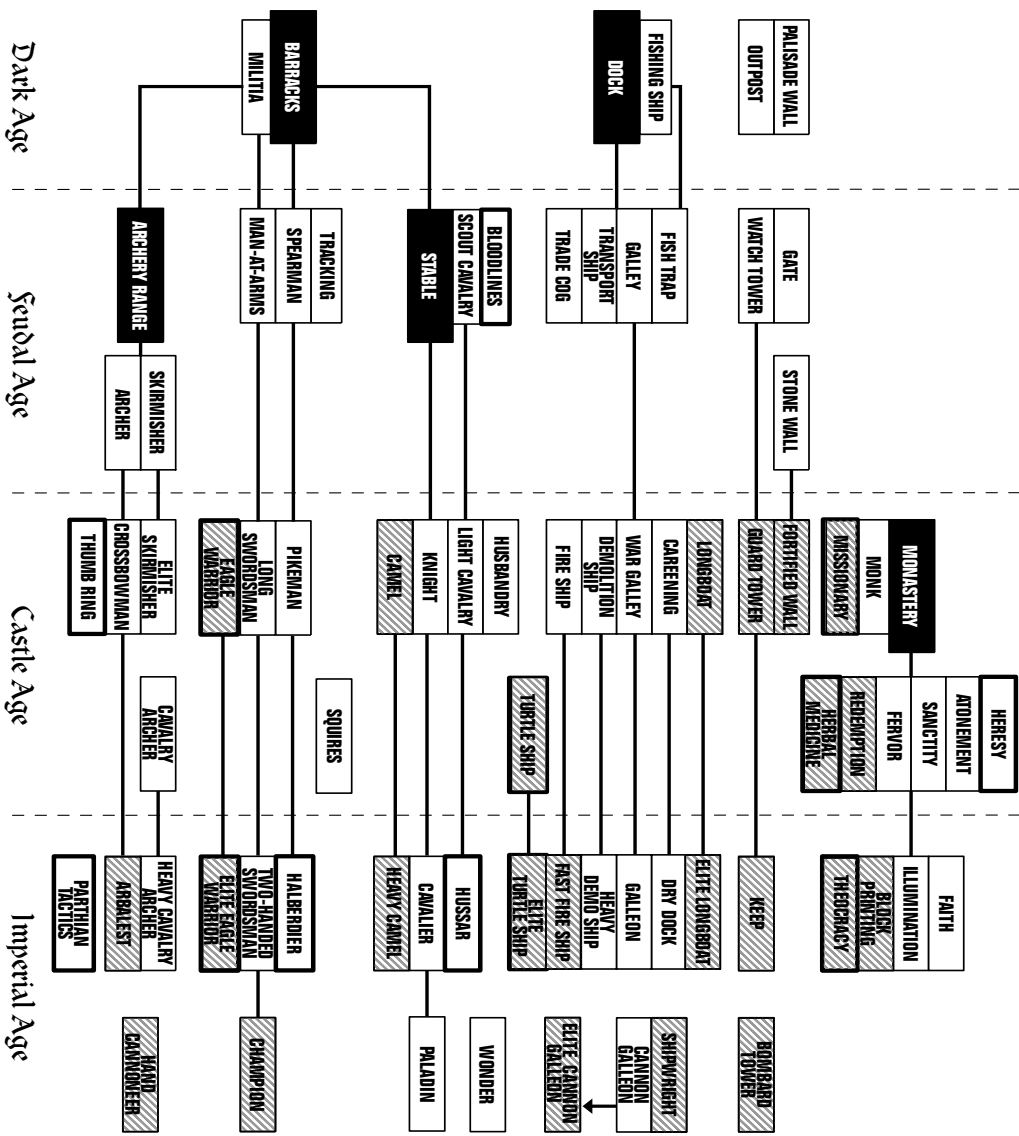 Dark Age
Feudal Age
Castle Age
Imperial Age
PALISADE WALL
OUTPOST
FISHING SHIP
DOCK
BARRACKS
MILITIA
GATE
WATCH TOWER
STONE WALL
FISH TRAP
GALLEY
TRANSPORT
SHIP
TRADE COG
BLOODLINES
SCOUT CAVALRY
STABLE
TRACKING
SPEARMAN
MAN-AT-ARMS
ARCHERY RANGE
SKIRMISHER
ARCHER
MONASTERY
MONK
MISSIONARY
HERESY
ATONEMENT
SANCTITY
FERVOR
REDEMPTION
HERBAL
MEDICINE
FORTIFIED WALL
GUARD TOWER
LONGBOAT
CAREENING
WAR GALLEY
DEMOLITION
SHIP
FIRE SHIP
TURTLE SHIP
HUSBANDRY
LIGHT CAVALRY
KNIGHT
CAMEL
SQUIRES
PIKEMAN
LONG
SWORDSMAN
EAGLE
WARRIOR
ELITE
SKIRMISHER
CROSSBOWMAN
THUMB RING
CAVALRY
ARCHER
FAITH
ILLUMINATION
BLOCK
PRINTING
THEOCRACY
KEEP
BOMBARD
TOWER
ELITE LONGBOAT
DRY DOCK
GALLEON
HEAVY
DEMO SHIP
FAST FIRE SHIP
ELITE
TURTLE SHIP
SHIPWRIGHT
CANNON
GALLEON
ELITE CANNON
GALLEON
WONDER
HUSSAR
CAVALIER
HEAVY CAMEL
PALADIN
HALBERDIER
TWO-HANDED
SWORDSMAN
ELITE EAGLE
WARRIOR
CHAMPION
HEAVY CAVALRY
ARCHER
ARBALEST
PARTHIAN
TACTICS
HAND
CANNONEER